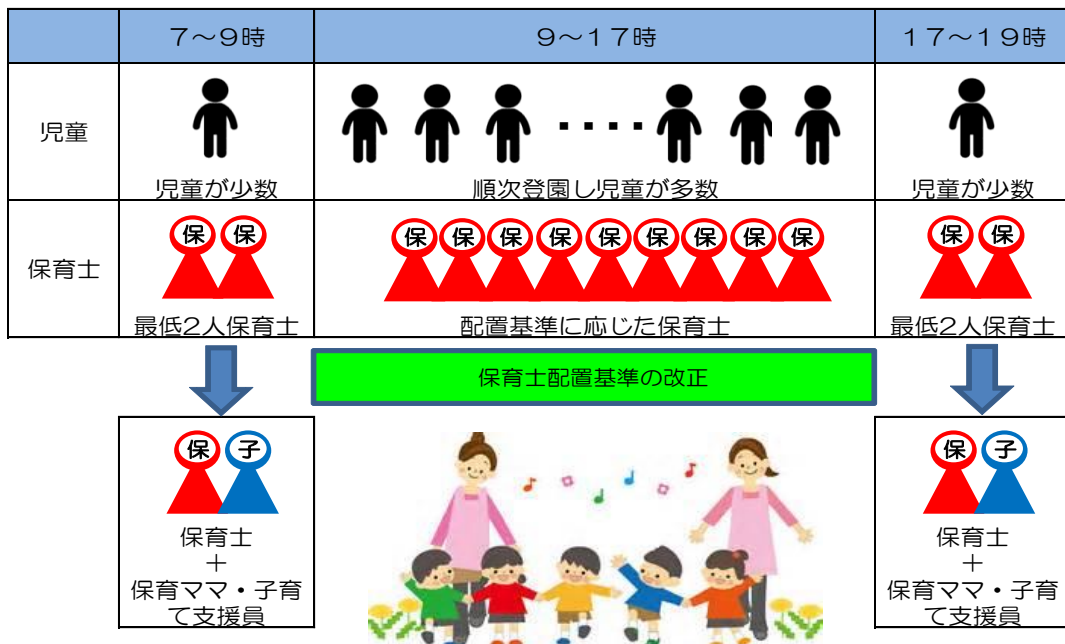 ７～９時
９～１７時
１７～１９時
児童
児童が少数
順次登園し児童が多数
児童が少数
保育士
保 保
保 保 保 保 保 保 保 保 保
保 保
最低2人保育士
配置基準に応じた保育士
最低2人保育士
保育士配置基準の改正
保 子
保育士
＋
保育ママ・子育
て支援員
保 子
保育士
＋
保育ママ・子育
て支援員